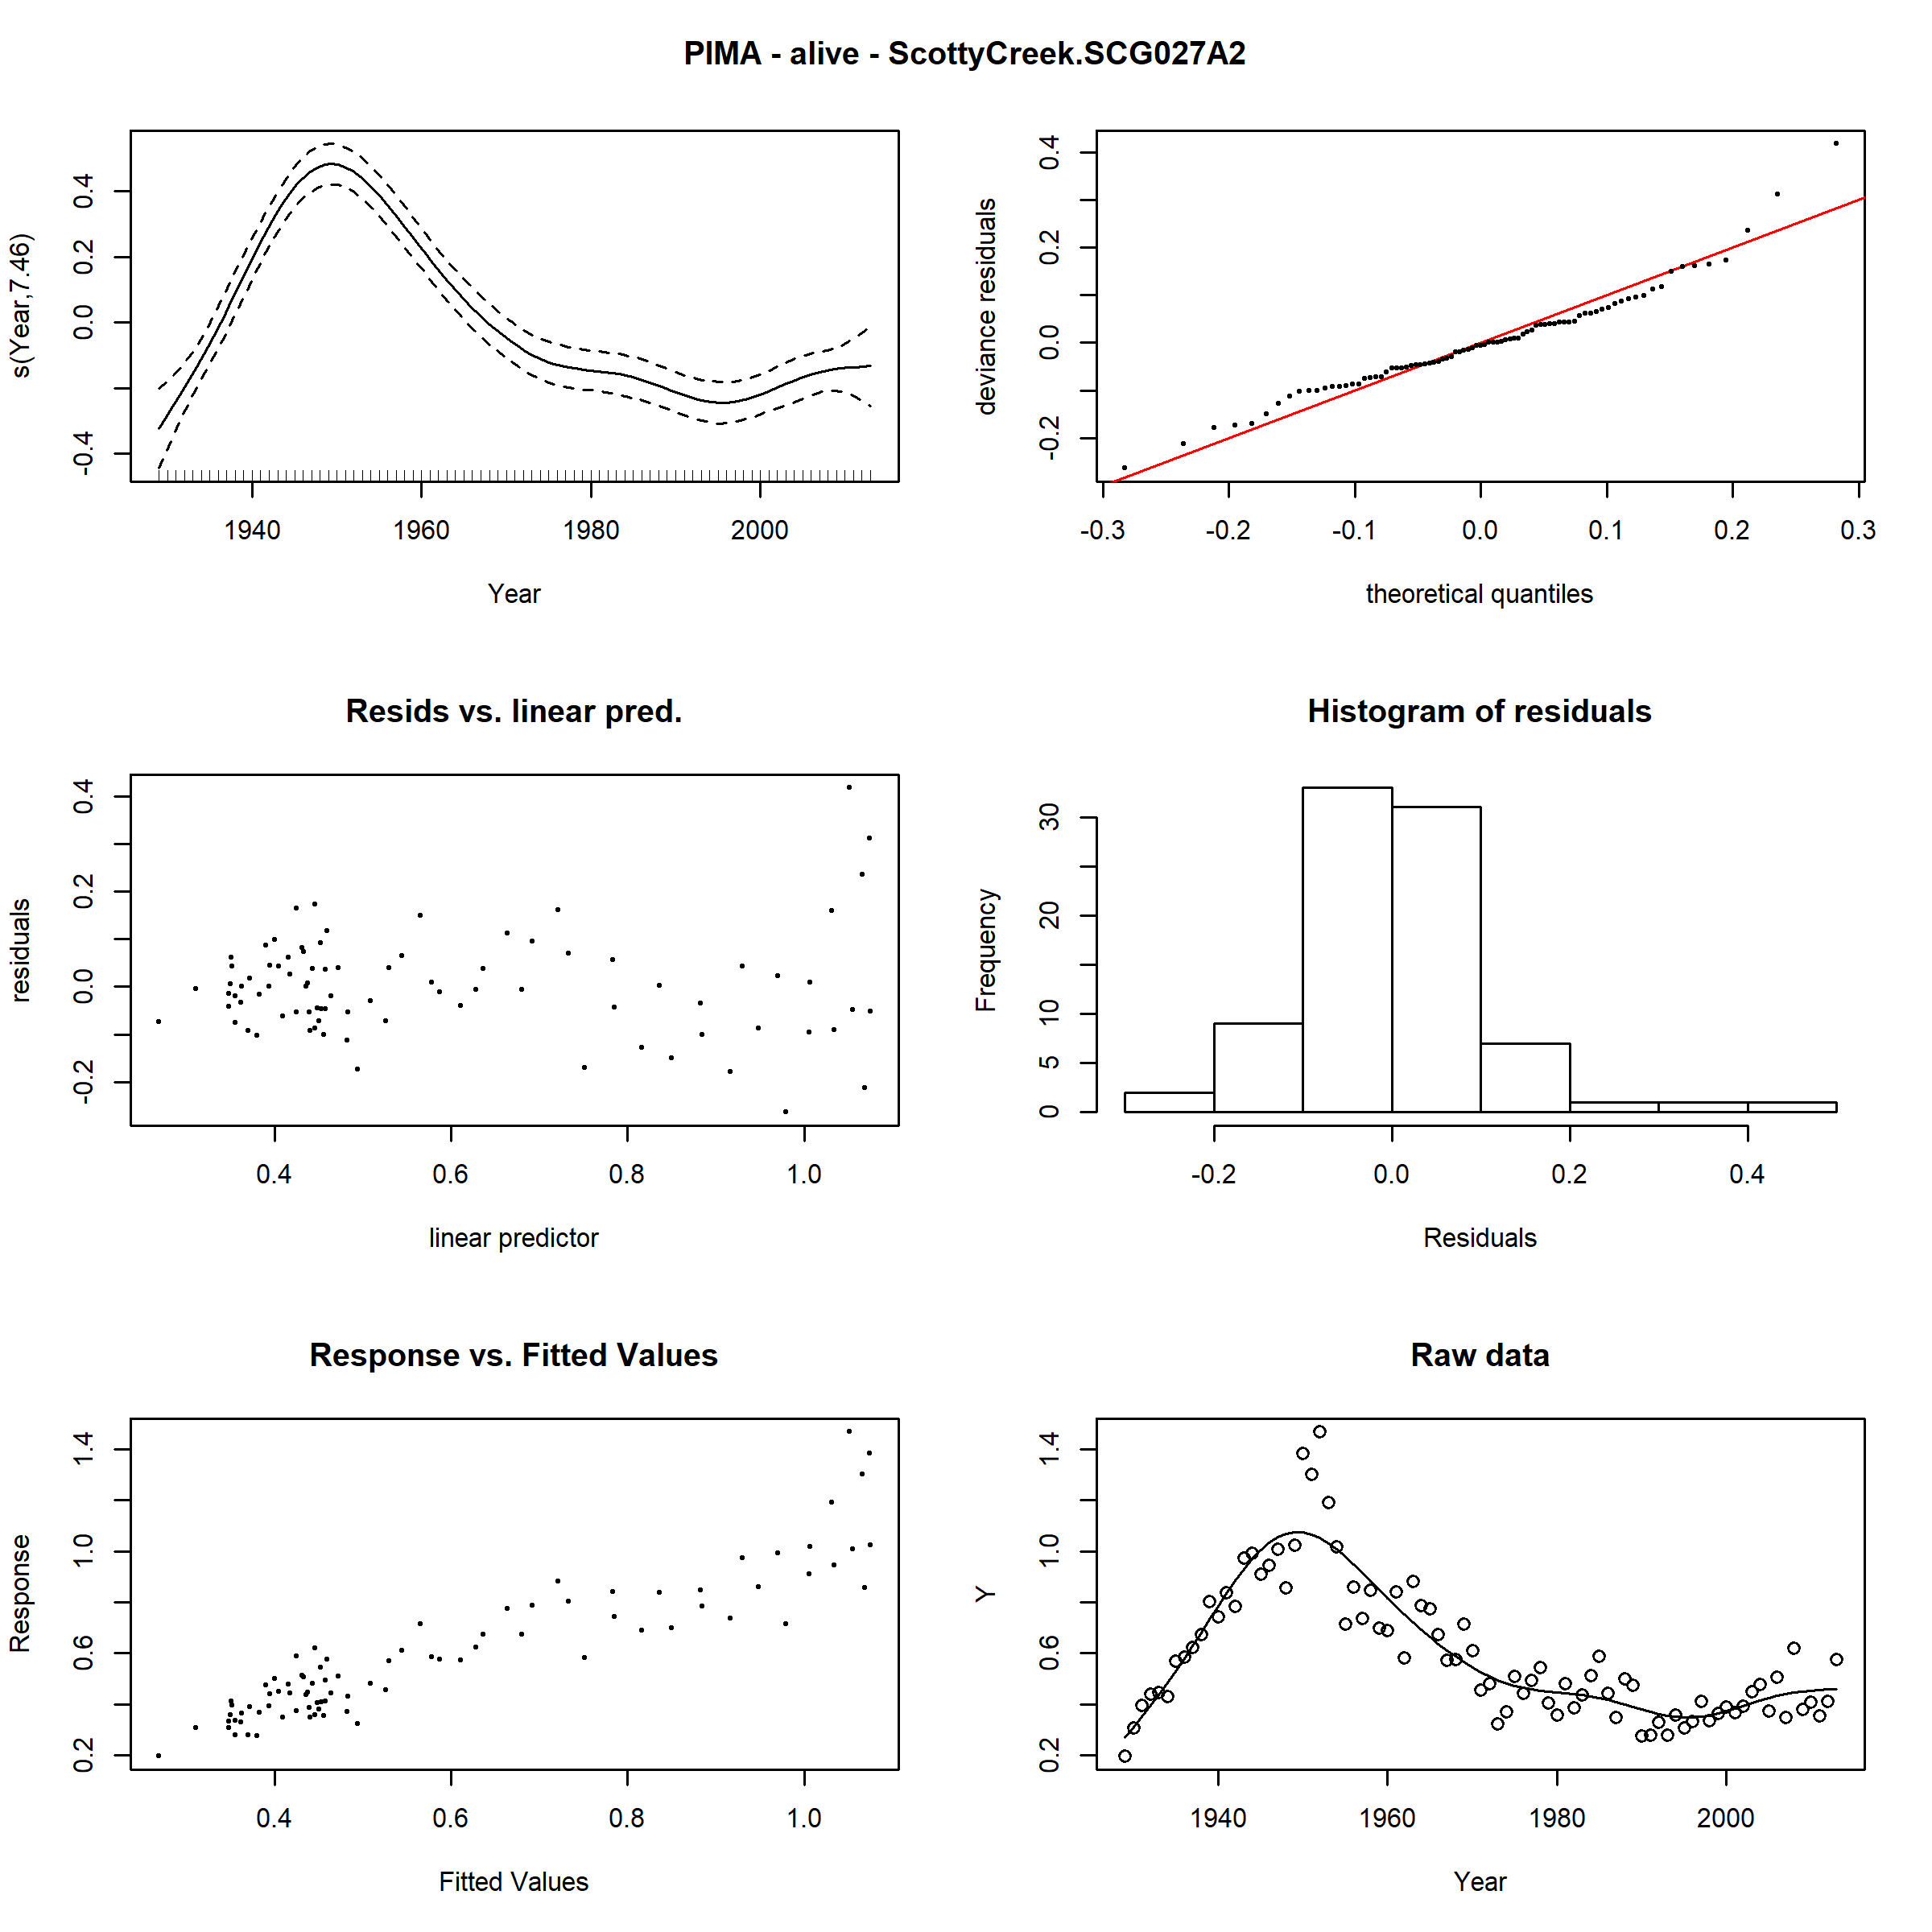 PIMA - alive - ScottyCreek.SCG027A2
s(Year,7.46)
-0.4 0.0 0.2 0.4
1940 1960 1980 2000
Year
deviance residuals
-0.2 0.0 0.2 0.4
-0.3 -0.2 -0.1 0.0 0.1 0.2 0.3
theoretical quantiles
Resids vs. linear pred.
residuals
-0.2 0.0 0.2 0.4
0.4 0.6 0.8 1.0
linear predictor
Histogram of residuals
Frequency
0 5 10 20 30
-0.2 0.0 0.2 0.4
Residuals
Response vs. Fitted Values
Response
0.2 0.6 1.0 1.4
0.4 0.6 0.8 1.0
Fitted Values
Raw data
Y
0.2 0.6 1.0 1.4
1940 1960 1980 2000
Year